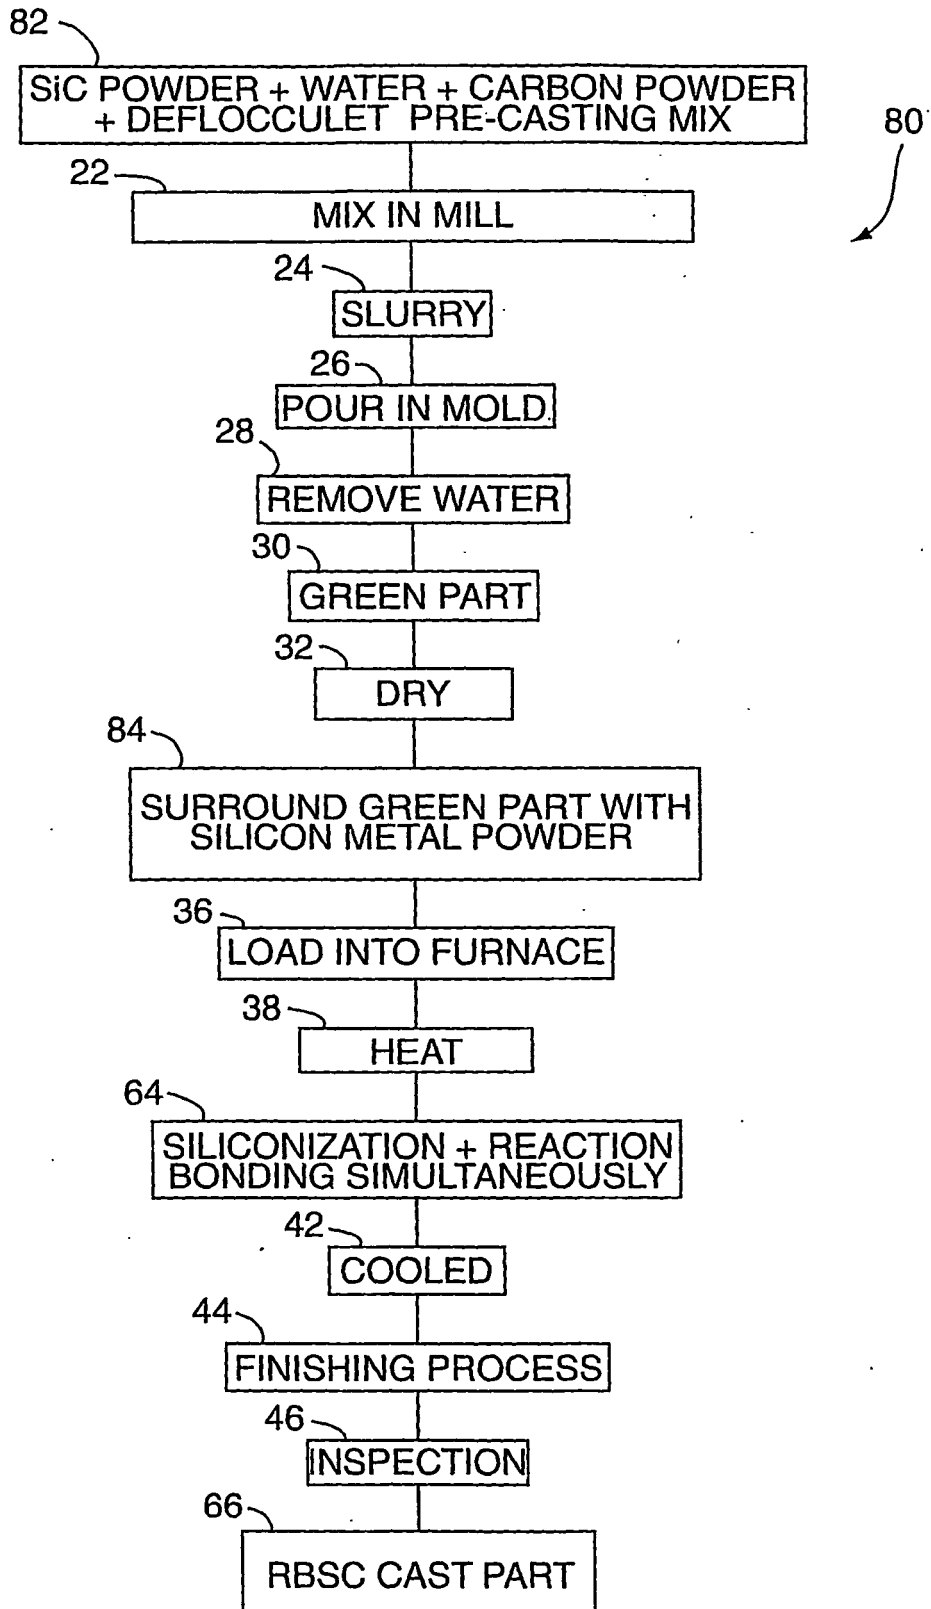 82
SiC POWDER + WATER + CARBON POWDER
+ DEFLOCCULET PRE-CASTING MIX
80
22
MIX IN MILL
24
SLURRY
26
POUR IN MOLD
28
REMOVE WATER
30
GREEN PART
32
DRY
84
SURROUND GREEN PART WITH
SILICON METAL POWDER
36
LOAD INTO FURNACE
38
HEAT
64
SILICONIZATION + REACTION
BONDING SIMULTANEOUSLY
42
COOLED
44
FINISHING PROCESS
46
INSPECTION
66
RBSC CAST PART